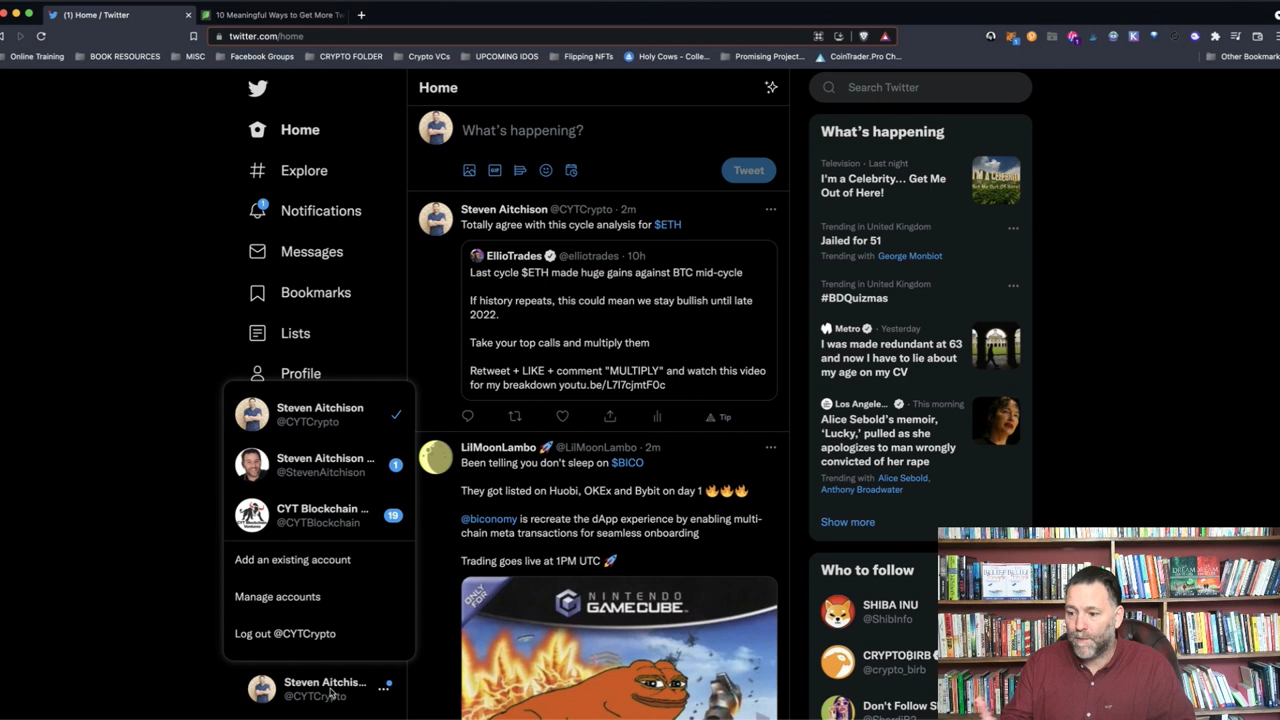 (1) Home / Twitter
10 Meaningful Ways to Get More Tw
twitter.com/home
Online Training
BOOK RESOURCES
MISC
Facebook Groups
CRYPTO FOLDER
Crypto VCs
UPCOMING IDOS
Flipping NFTs
Holy Cows - Colle...
Promising Project...
CoinTrader.Pro Ch...
Other Bookmark
Home
Explore
1
Notifications
Messages
Bookmarks
Lists
Profile
Steven Aitchison
@CYTCrypto
Steven Aitchison ...
@StevenAitchison
1
CYT Blockchain ...
@CYTBlockchain
19
Add an existing account
Manage accounts
Log out @CYTCrypto
Steven Aitchis...
@CYTCrypto
Home
What's happening?
GIF
Tweet
Steven Aitchison @CYTCrypto · 2m
Totally agree with this cycle analysis for $ETH
EllioTrades @elliotrades · 10h
Last cycle $ETH made huge gains against BTC mid-cycle
If history repeats, this could mean we stay bullish until late
2022.
Take your top calls and multiply them
Retweet + LIKE + comment "MULTIPLY" and watch this video
for my breakdown youtu.be/L7I7cjmtF0c
Tip
LilMoonLambo 🚀 @LilMoonLambo · 2m
Been telling you don't sleep on $BICO
They got listed on Huobi, OKEx and Bybit on day 1 🔥🔥🔥
@biconomy is recreate the dApp experience by enabling multi-
chain meta transactions for seamless onboarding
Trading goes live at 1PM UTC 🚀
ONLY FOR
NINTENDO
GAMECUBE
Search Twitter
What's happening
Television · Last night
I'm a Celebrity... Get Me
Out of Here!
Trending in United Kingdom
Jailed for 51
Trending with George Monbiot
Trending in United Kingdom
#BDQuizmas
Metro · Yesterday
I was made redundant at 63
and now I have to lie about
my age on my CV
Los Angele... · This morning
Alice Sebold's memoir,
'Lucky,' pulled as she
apologizes to man wrongly
convicted of her rape
Trending with Alice Sebold,
Anthony Broadwater
Show more
Who to follow
SHIBA INU
@ShibInfo
CRYPTOBIRB
@crypto_birb
Don't Follow S
DREAM